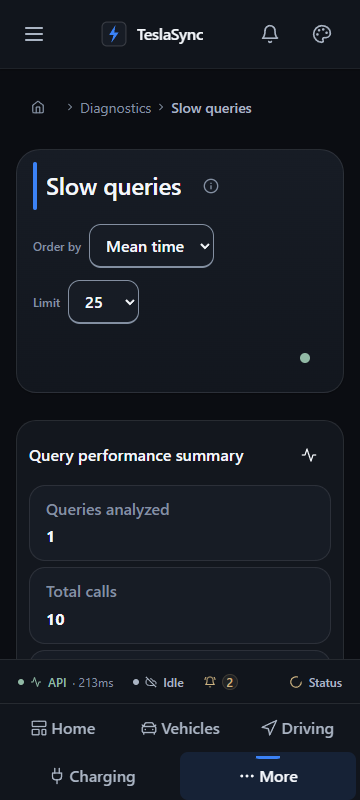 TeslaSync
Diagnostics
Slow queries
Slow queries
Order by
Mean time
Limit
25
Query performance summary
Queries analyzed
1
Total calls
10
API · 213ms
Idle
2
Status
Home
Vehicles
Driving
Charging
More